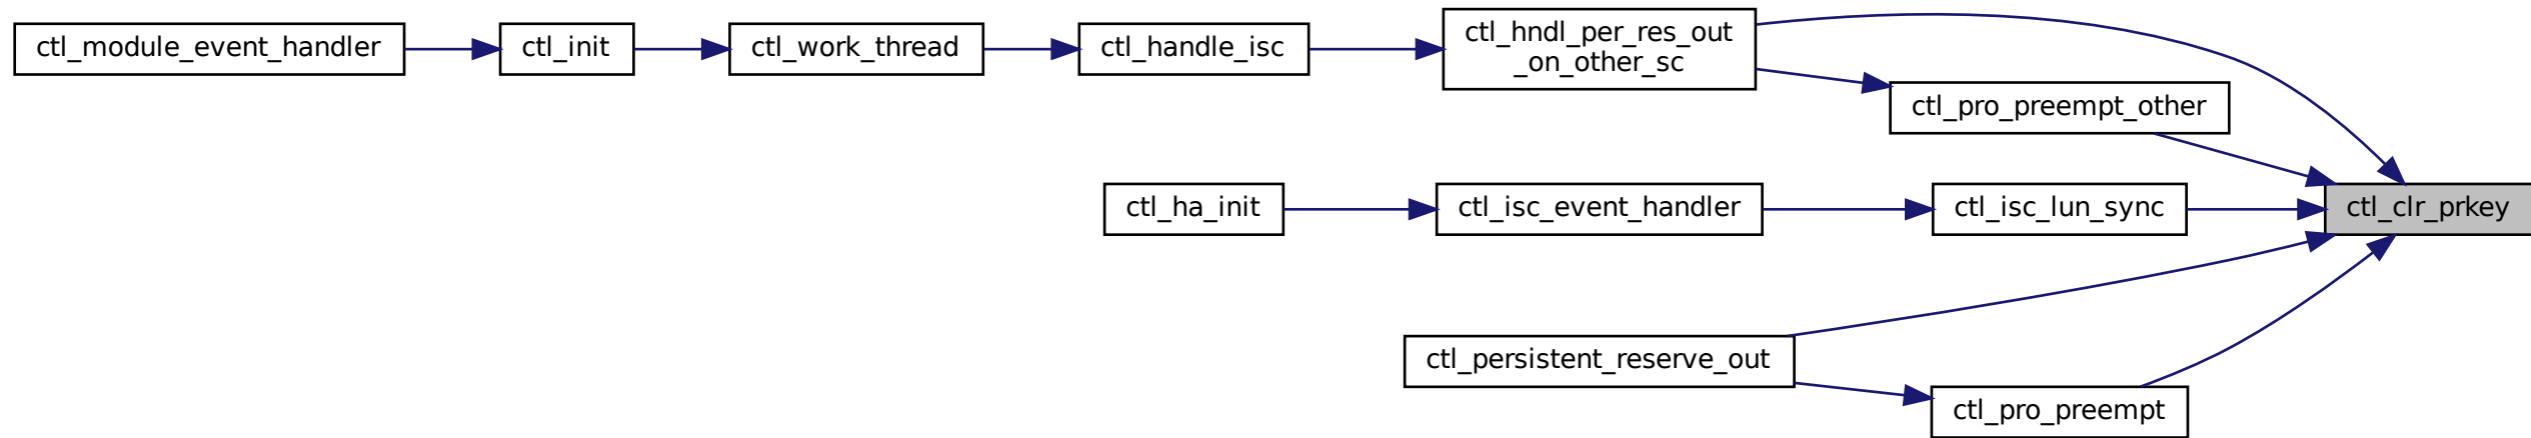 ctl_module_event_handler
ctl_init
ctl_work_thread
ctl_handle_isc
ctl_hndl_per_res_out
_on_other_sc
ctl_pro_preempt_other
ctl_ha_init
ctl_isc_event_handler
ctl_isc_lun_sync
ctl_clr_prkey
ctl_persistent_reserve_out
ctl_pro_preempt